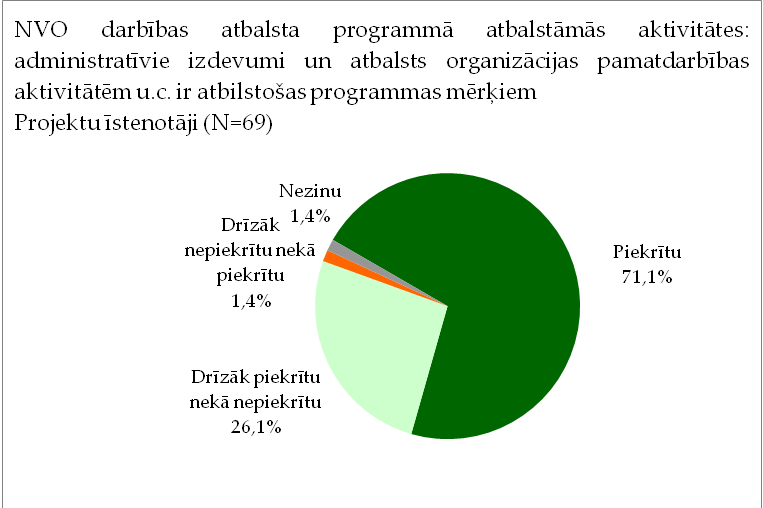 NVO darbības atbalsta programmā atbalstāmās aktivitātes:
administratīvie izdevumi un atbalsts organizācijas pamatdarbības
aktivitātēm u.c. ir atbilstošas programmas mērķiem
Projektu īstenotāji (N=69)
Nezinu
1,4%
Drīzāk
nepiekrītu nekā
piekrītu
1,4%
Piekrītu
71,1%
Drīzāk piekrītu
nekā nepiekrītu
26,1%